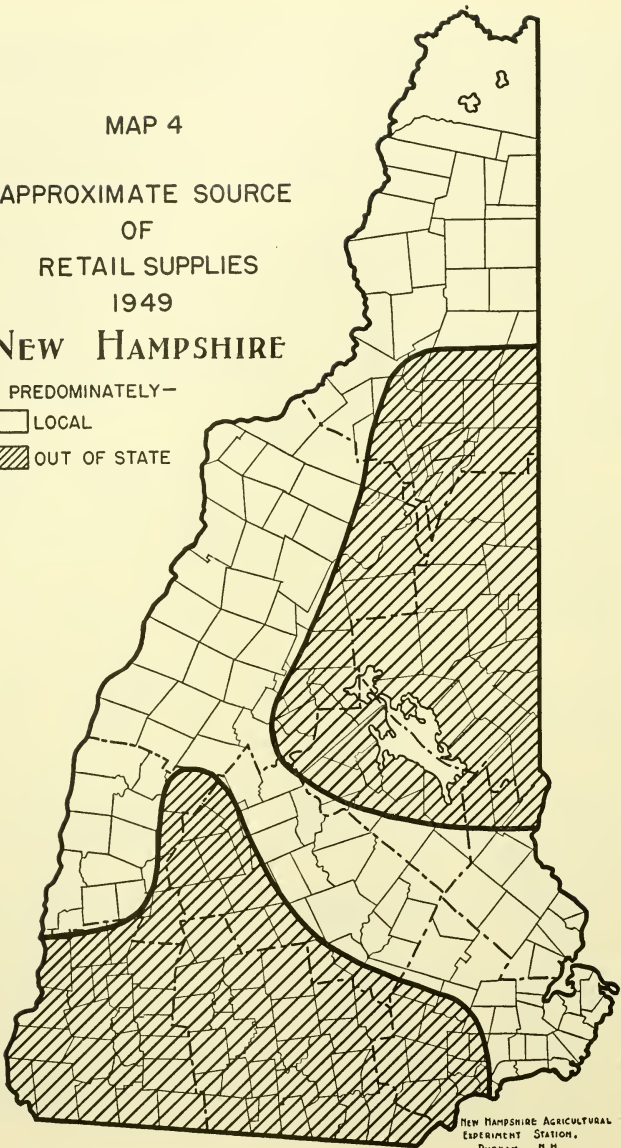 MAP 4
APPROXIMATE SOURCE
OF
RETAIL SUPPLIES
1949
NEW HAMPSHIRE
PREDOMINATELY—
LOCAL
OUT OF STATE
NEW HAMPSHIRE AGRICULTURAL
EXPERIMENT STATION,
DURHAM N.H.